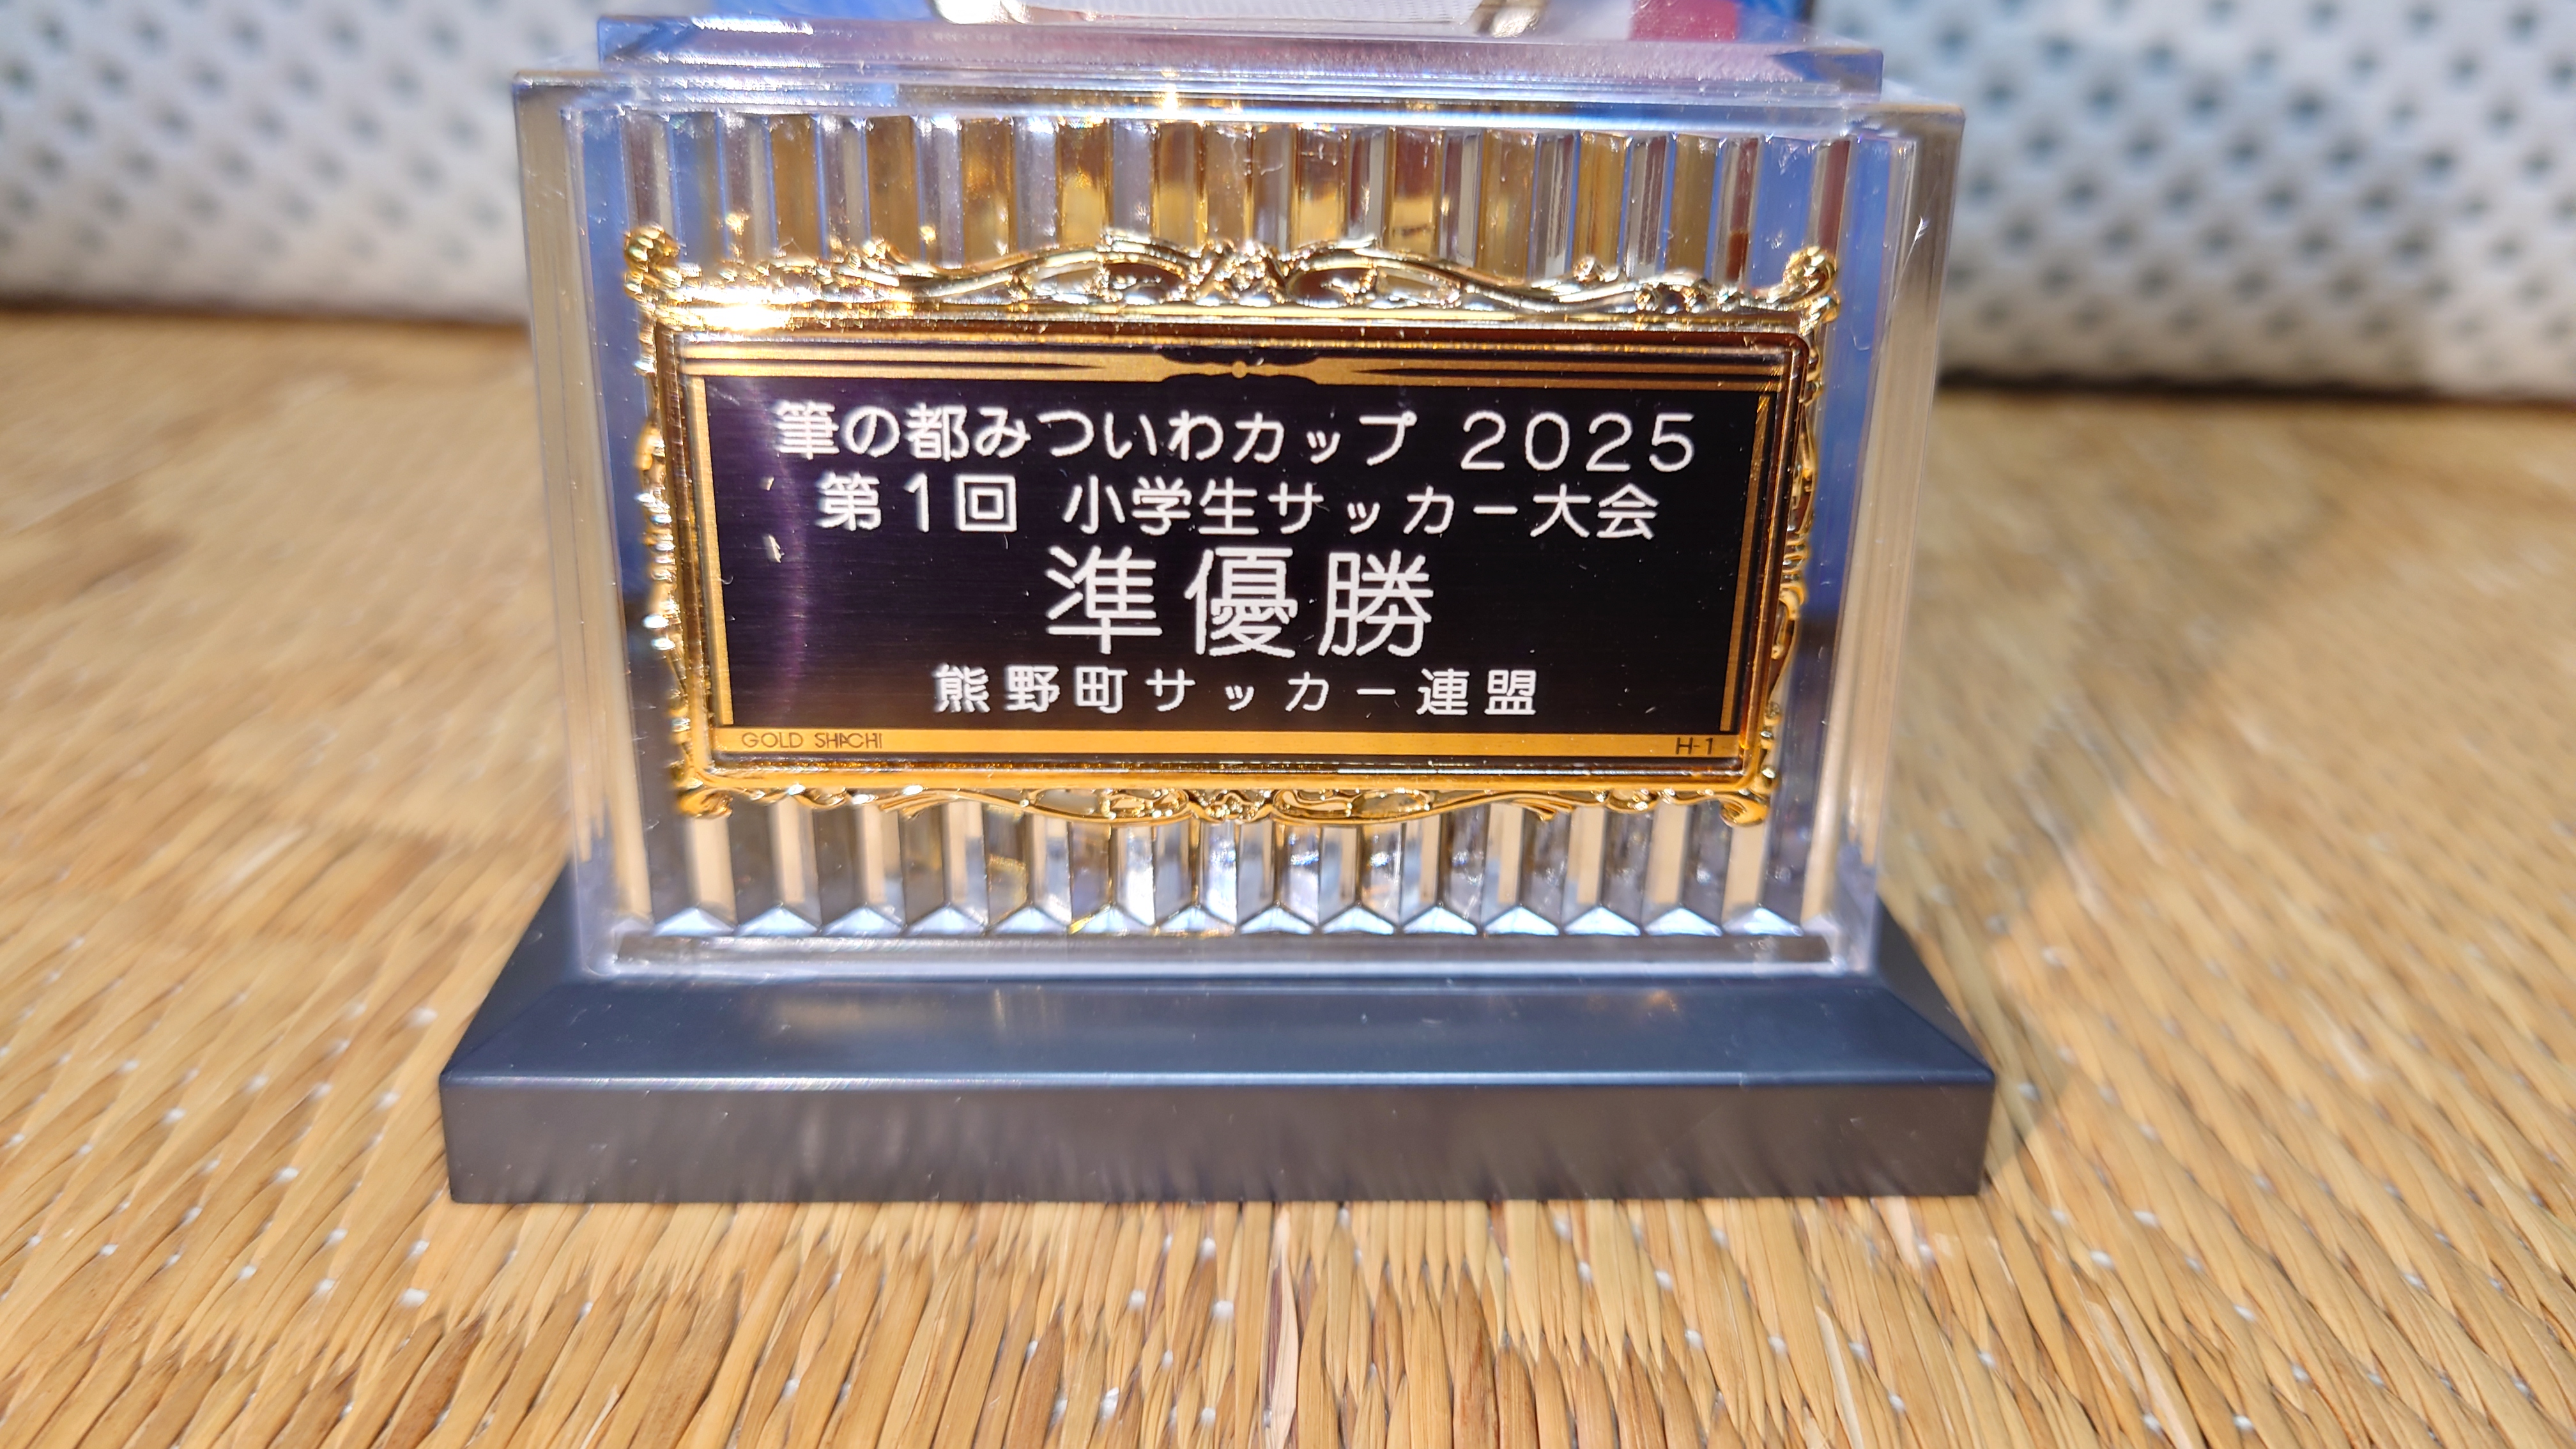 筆の都みついわカップ 2025
第1回 小学生サッカー大会
準優勝
熊野町サッカー連盟
GOLD SHACHI H-1